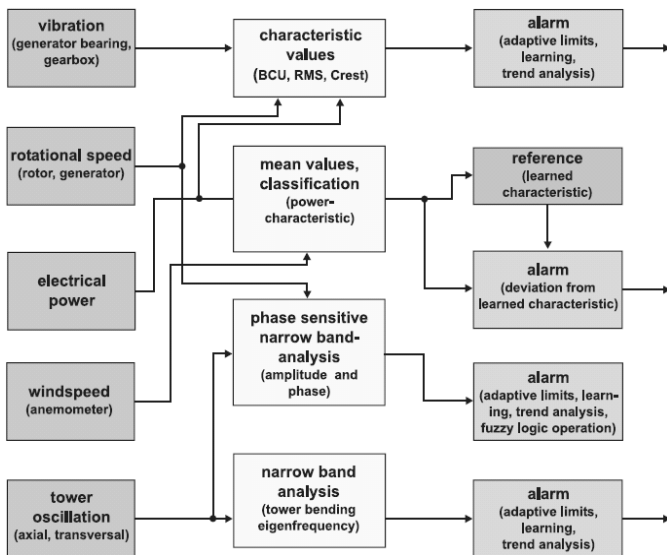 vibration
(generator bearing,
gearbox)
characteristic
values
(BCU, RMS, Crest)
alarm
(adaptive limits,
learning,
trend analysis)
rotational speed
(rotor, generator)
mean values,
classification
(power-
characteristic)
reference
(learned
characteristic)
electrical
power
alarm
(deviation from
learned characteristic)
phase sensitive
narrow band-
analysis
(amplitude and
phase)
windspeed
(anemometer)
alarm
(adaptive limits, learn-
ing, trend analysis,
fuzzy logic operation)
tower
oscillation
(axial, transversal)
narrow band
analysis
(tower bending
eigenfrequency)
alarm
(adaptive limits,
learning,
trend analysis)